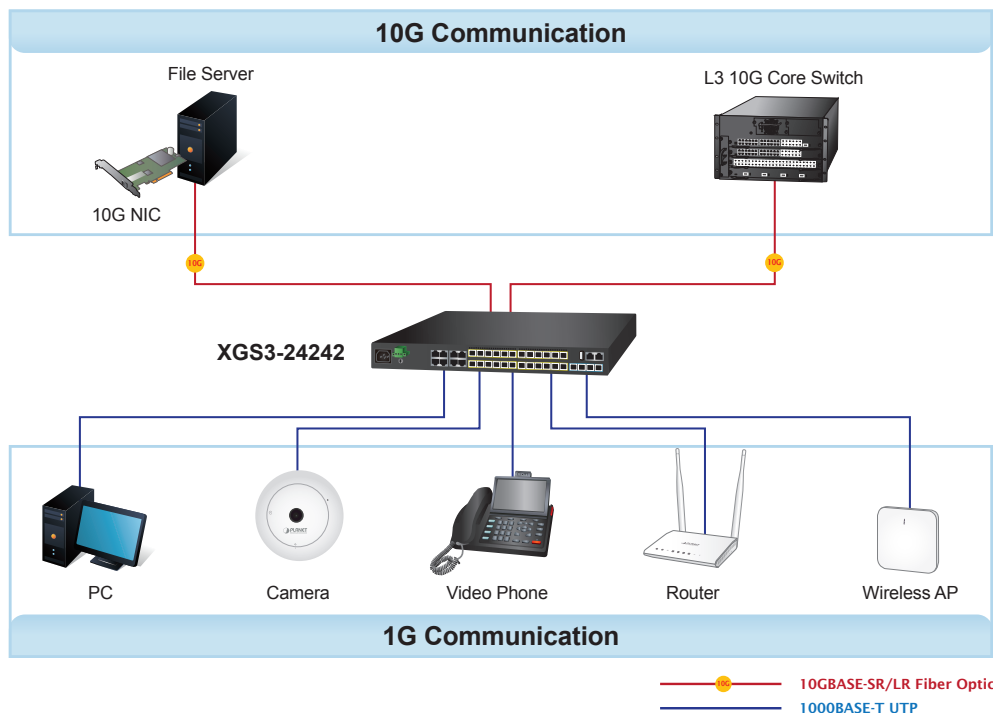 10G Communication
File Server
L3 10G Core Switch
10G NIC
10G
10G
XGS3-24242
PLANET
PC
Camera
Video Phone
Router
Wireless AP
1G Communication
10G
10GBASE-SR/LR Fiber Optic
1000BASE-T UTP